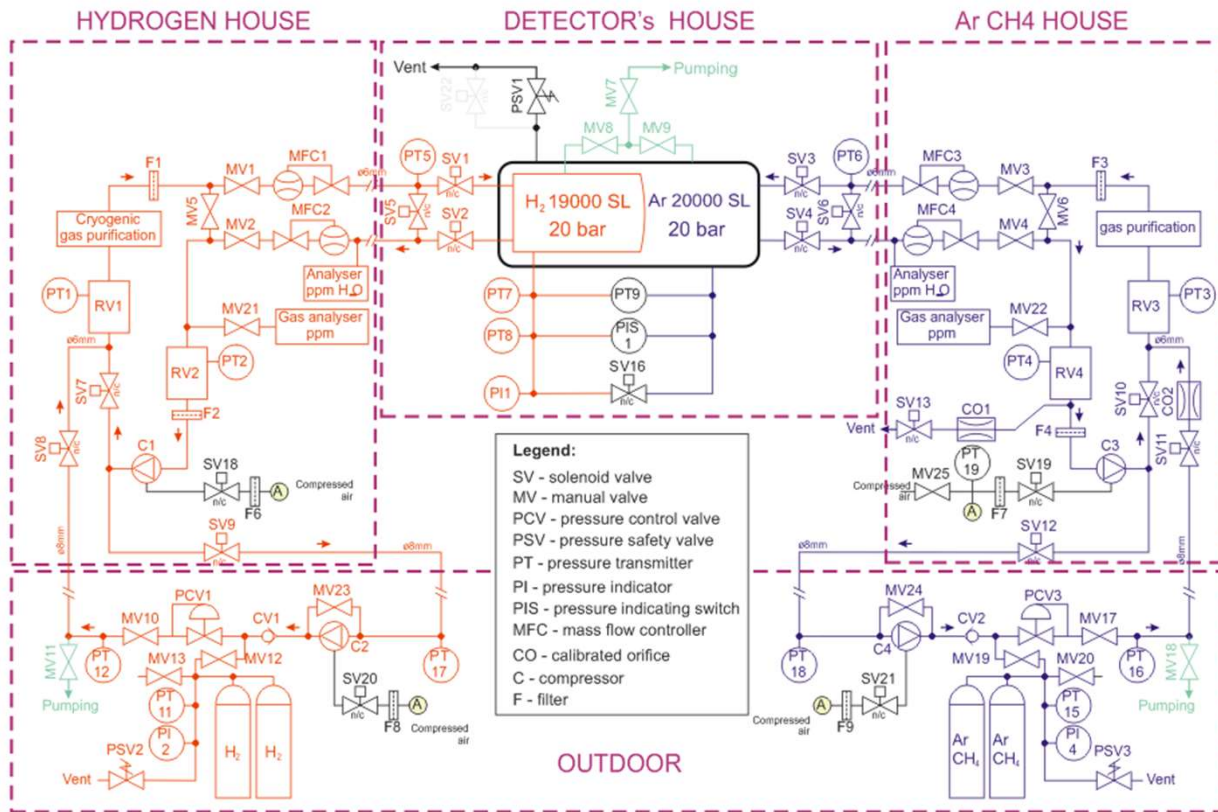 HYDROGEN HOUSE
DETECTOR's HOUSE
Ar CH4 HOUSE
Vent
SV22
n/c
PSV1
MV7
Pumping
MV8
MV9
F1
MV1
MFC1
ø6mm
PT5
SV1
n/c
SV3
n/c
PT6
ø6mm
MFC3
MV3
F3
Cryogenic
gas purification
MV5
MV2
MFC2
SV5
n/c
SV2
n/c
H₂ 19000 SL
20 bar
Ar 20000 SL
20 bar
SV4
n/c
SV6
n/c
MFC4
MV4
MV6
gas purification
Analyser
ppm H₂O
Analyser
ppm H₂O
PT1
RV1
MV21
Gas analyser
ppm
PT7
PT9
Gas analyser
ppm
MV22
RV3
PT3
PT8
PIS
1
ø6mm
SV7
n/c
RV2
PT2
PI1
SV16
n/c
PT4
RV4
ø6mm
SV10
n/c
CO2
F2
SV13
n/c
Vent
CO1
F4
SV8
n/c
C1
SV18
n/c
F6
A
Compressed
air
PT
19
C3
SV11
n/c
MV25
Compressed
air
A
F7
SV19
n/c
Legend:
SV - solenoid valve
MV - manual valve
PCV - pressure control valve
PSV - pressure safety valve
PT - pressure transmitter
PI - pressure indicator
PIS - pressure indicating switch
MFC - mass flow controller
CO - calibrated orifice
C - compressor
F - filter
ø8mm
SV9
n/c
ø8mm
ø8mm
SV12
n/c
ø8mm
MV10
PCV1
CV1
MV23
C2
MV24
C4
CV2
PCV3
MV17
MV11
Pumping
PT
12
MV13
MV12
PT
17
PT
18
MV19
MV20
PT
16
MV18
Pumping
PT
11
PI
2
H₂
H₂
SV20
n/c
F8
A
Compressed
air
Compressed
air
A
F9
SV21
n/c
Ar
CH₄
Ar
CH₄
PT
15
PI
4
PSV2
Vent
PSV3
Vent
OUTDOOR